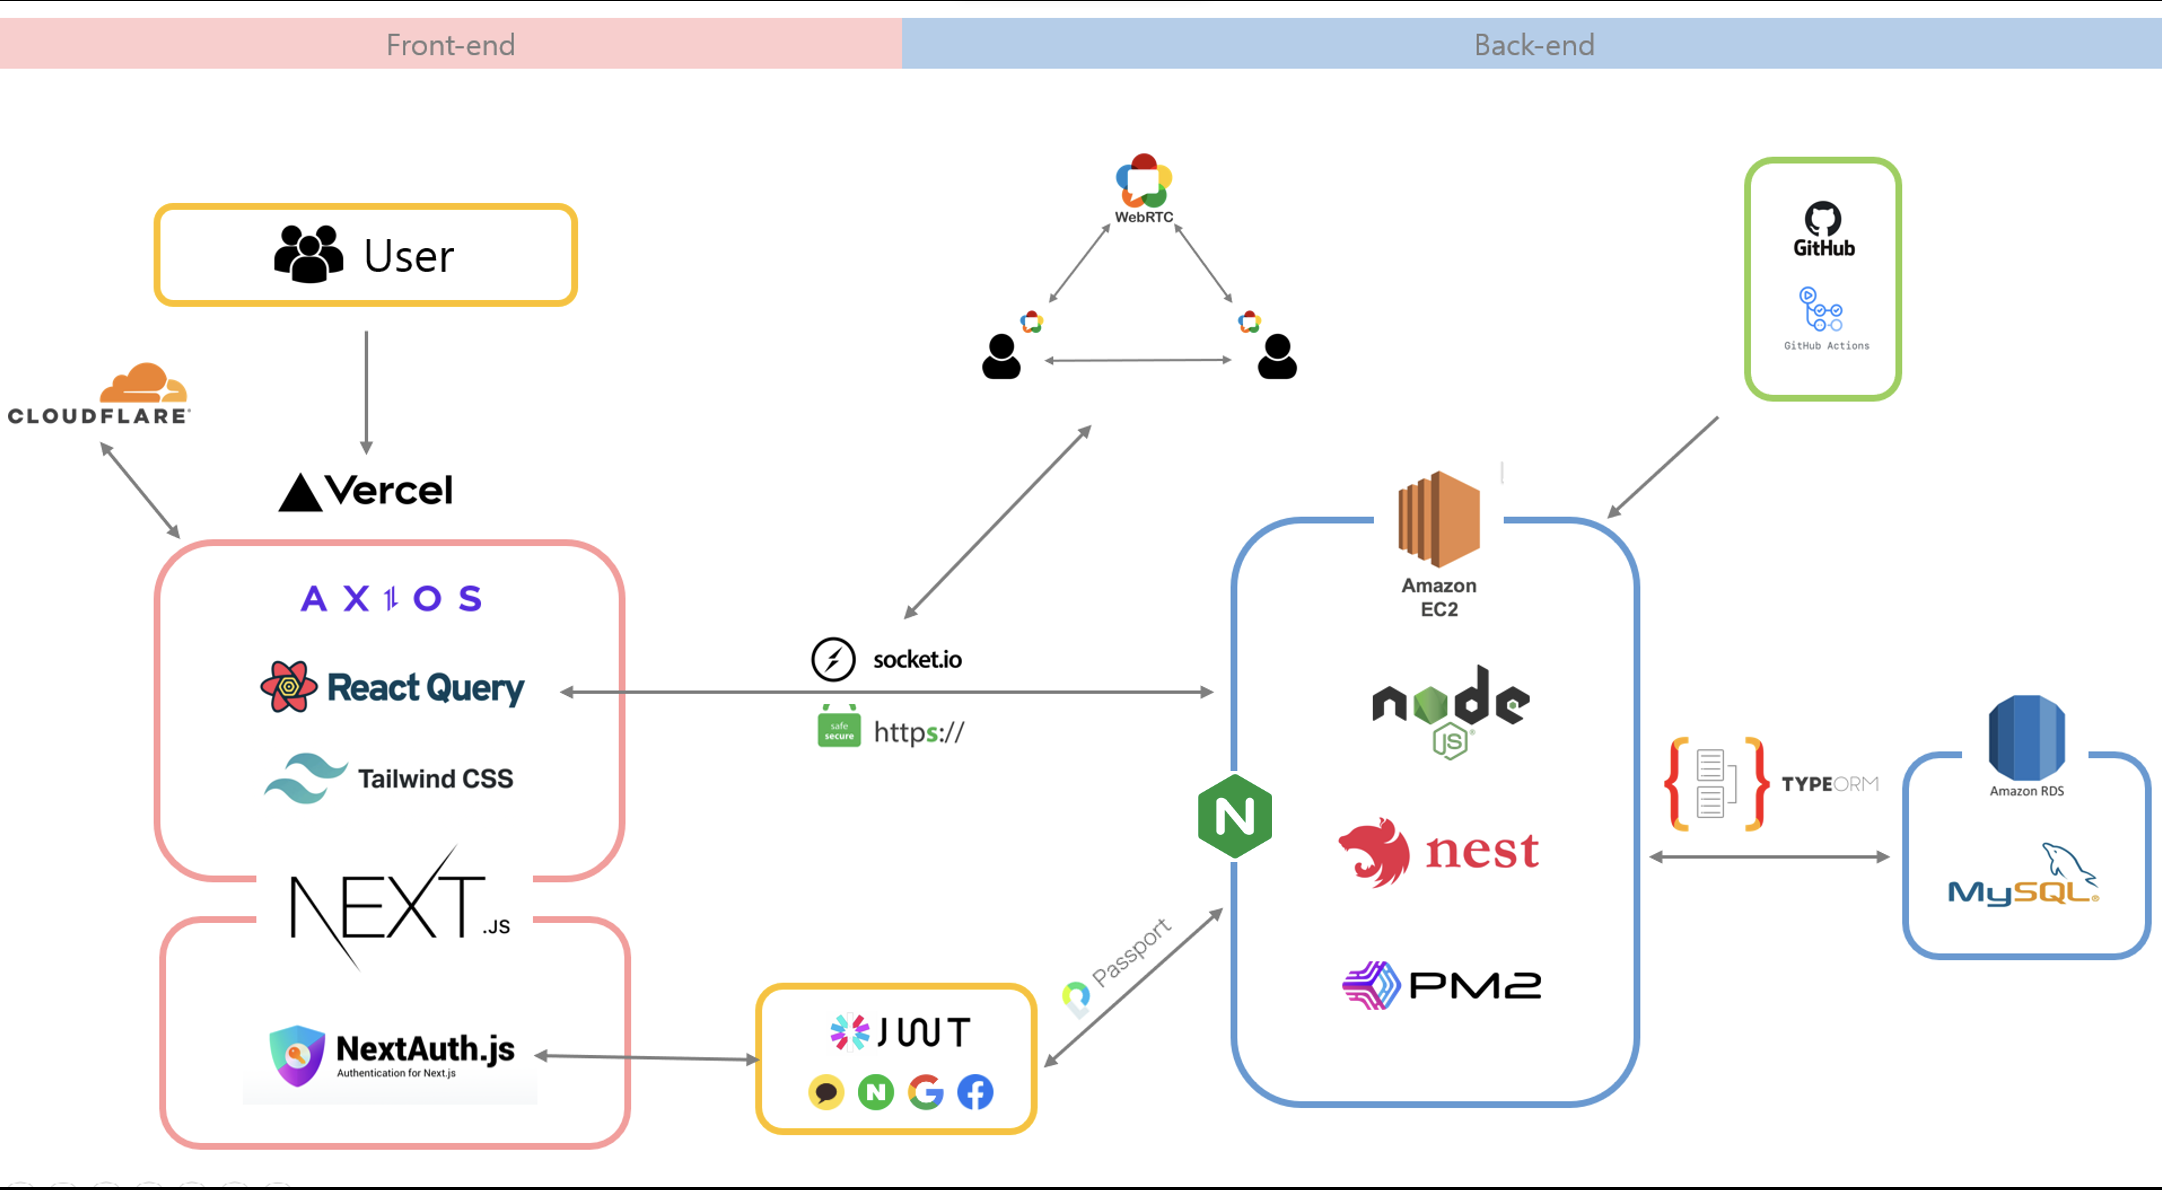 Front-end
Back-end
WebRTC
User
GitHub
GitHub Actions
CLOUDFLARE
Vercel
Amazon
EC2
AXIOS
socket.io
React Query
safe
secure
https://
node
JS
Tailwind CSS
TYPEORM
Amazon RDS
N
nest
MySQL
NEXT.JS
Passport
PM2
JWT
NextAuth.js
Authentication for Next.js
N
G
f